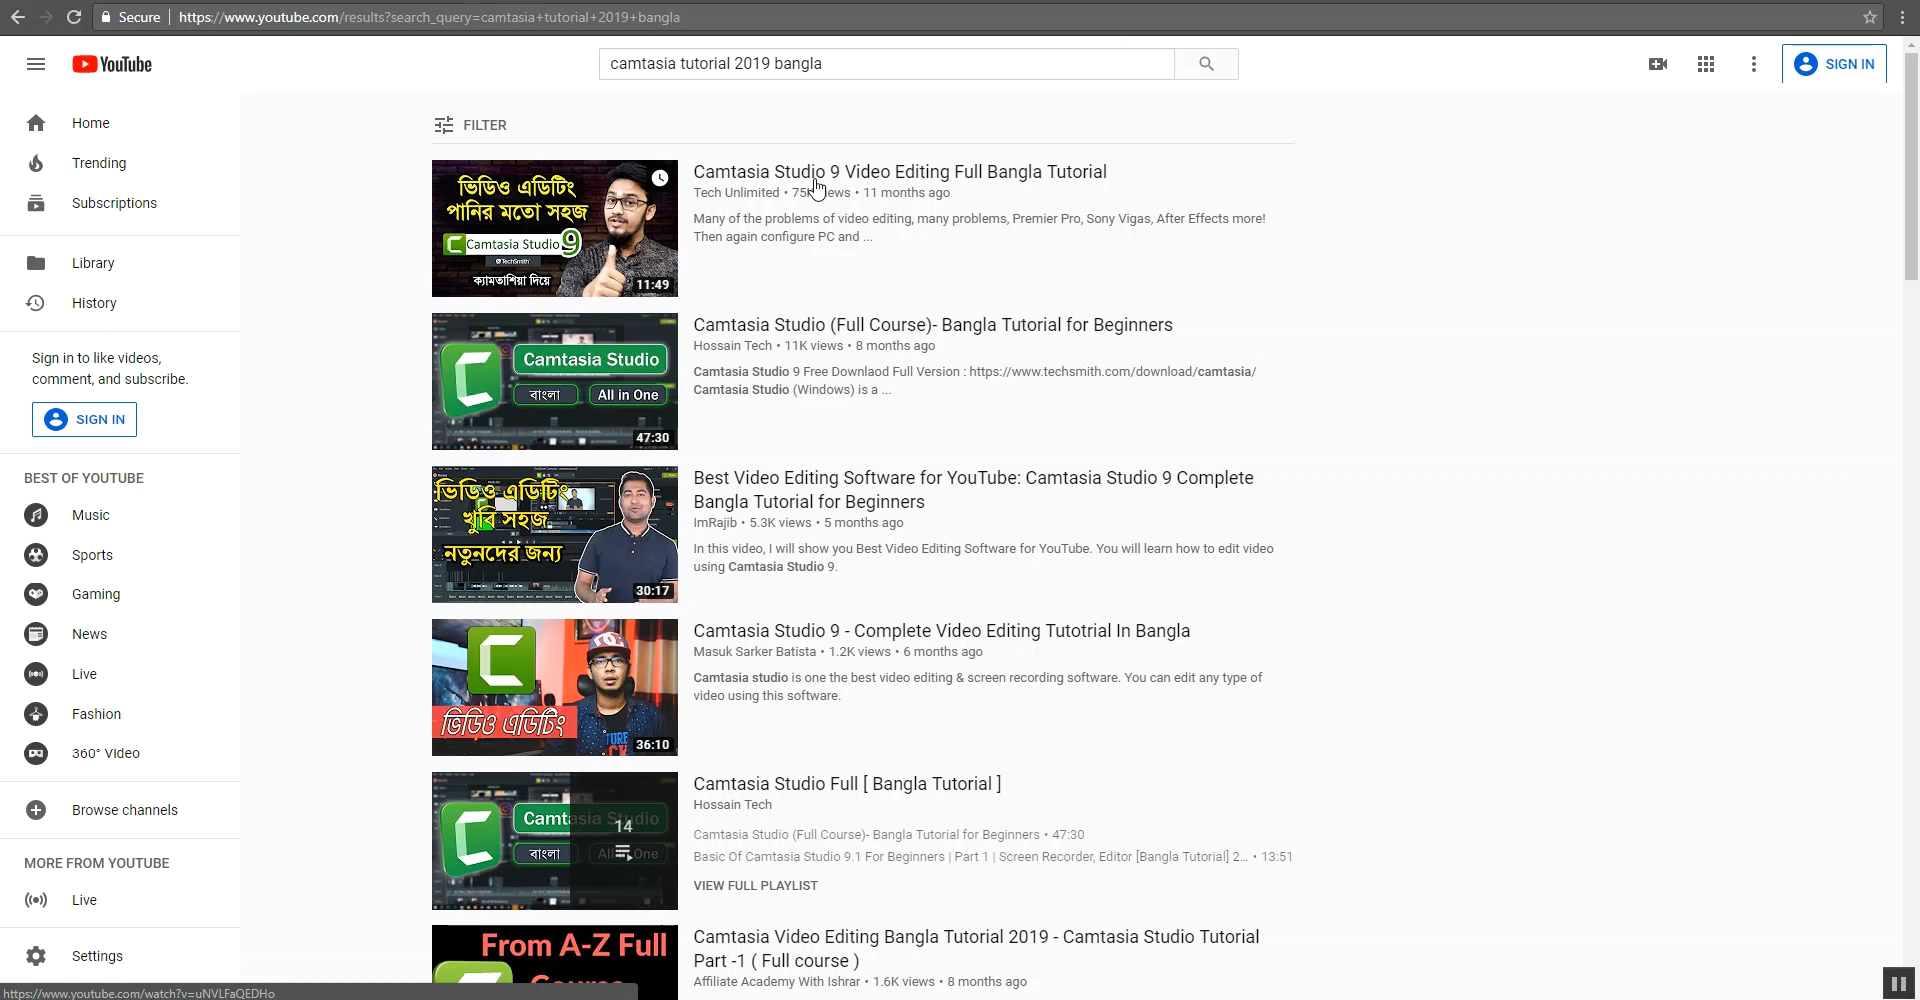 Secure
https://www.youtube.com/results?search_query=camtasia+tutorial+2019+bangla
YouTube
camtasia tutorial 2019 bangla
SIGN IN
Home
Trending
Subscriptions
Library
History
Sign in to like videos,
comment, and subscribe.
SIGN IN
BEST OF YOUTUBE
Music
Sports
Gaming
News
Live
Fashion
360° Video
Browse channels
MORE FROM YOUTUBE
Live
Settings
FILTER
ভিডিও এডিটিং
পানির মতো সহজ
Camtasia Studio 9
TechSmith
ক্যামতাশিয়া দিয়ে
11:49
Camtasia Studio 9 Video Editing Full Bangla Tutorial
Tech Unlimited • 75K views • 11 months ago
Many of the problems of video editing, many problems, Premier Pro, Sony Vigas, After Effects more!
Then again configure PC and ...
Camtasia Studio
বাংলা All in One
47:30
Camtasia Studio (Full Course)- Bangla Tutorial for Beginners
Hossain Tech • 11K views • 8 months ago
Camtasia Studio 9 Free Downlaod Full Version : https://www.techsmith.com/download/camtasia/
Camtasia Studio (Windows) is a ...
ভিডিও এডিটিং
খুবি সহজ
নতুনদের জন্য
30:17
Best Video Editing Software for YouTube: Camtasia Studio 9 Complete
Bangla Tutorial for Beginners
ImRajib • 5.3K views • 5 months ago
In this video, I will show you Best Video Editing Software for YouTube. You will learn how to edit video
using Camtasia Studio 9.
ভিডিও এডিটিং
36:10
Camtasia Studio 9 - Complete Video Editing Tutotrial In Bangla
Masuk Sarker Batista • 1.2K views • 6 months ago
Camtasia studio is one the best video editing & screen recording software. You can edit any type of
video using this software.
Camtasia Studio
14
বাংলা All in One
Camtasia Studio Full [ Bangla Tutorial ]
Hossain Tech
Camtasia Studio (Full Course)- Bangla Tutorial for Beginners • 47:30
Basic Of Camtasia Studio 9.1 For Beginners | Part 1 | Screen Recorder, Editor [Bangla Tutorial] 2... • 13:51
VIEW FULL PLAYLIST
From A-Z Full
Course
Camtasia Video Editing Bangla Tutorial 2019 - Camtasia Studio Tutorial
Part -1 ( Full course )
Affiliate Academy With Ishrar • 1.6K views • 8 months ago
https://www.youtube.com/watch?v=uNVLFaQEDHo